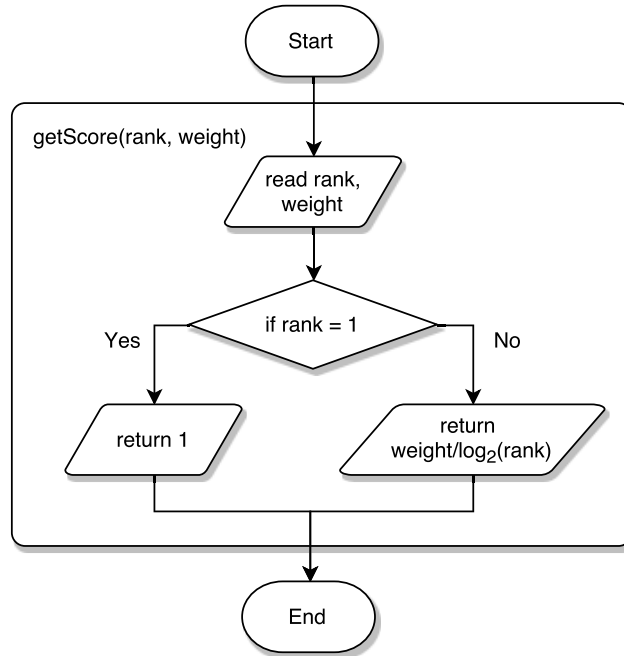 Start
getScore(rank, weight)
read rank,
weight
if rank = 1
Yes
No
return 1
return
weight/log₂(rank)
End